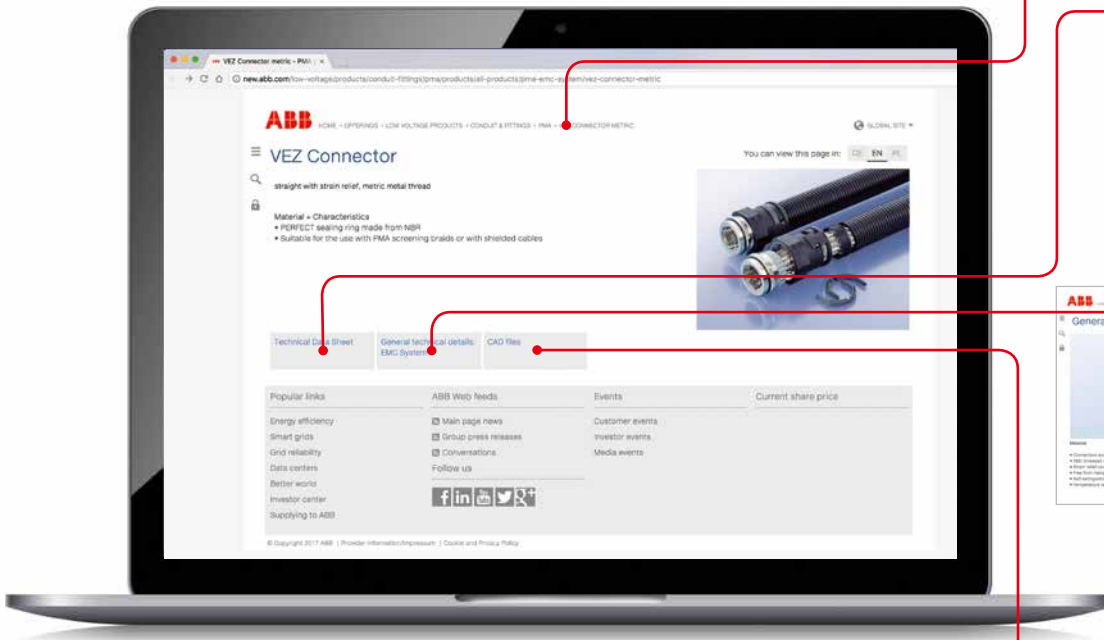 VEZ Connector metric - PMA
new.abb.com/low-voltage/products/conduit-fittings/pma/products/all-products/pma-emc-system/vez-connector-metric
ABB
HOME › OFFERINGS › LOW VOLTAGE PRODUCTS › CONDUIT & FITTINGS › PMA › CONNECTOR METRIC
GLOBAL SITE
VEZ Connector
You can view this page in: DE EN PL
straight with strain relief, metric metal thread
Material + Characteristics
• PERFECT sealing ring made from NBR
• Suitable for the use with PMA screening braids or with shielded cables
Technical Data Sheet
General technical details EMC System
CAD files
Popular links
ABB Web feeds
Events
Current share price
Energy efficiency
Main page news
Customer events
Smart grids
Group press releases
Investor events
Grid reliability
Conversations
Media events
Data centers
Follow us
Better world
Investor center
Supplying to ABB
© Copyright 2017 ABB | Provider information/Impressum | Cookie and Privacy Policy
ABB
General
Material